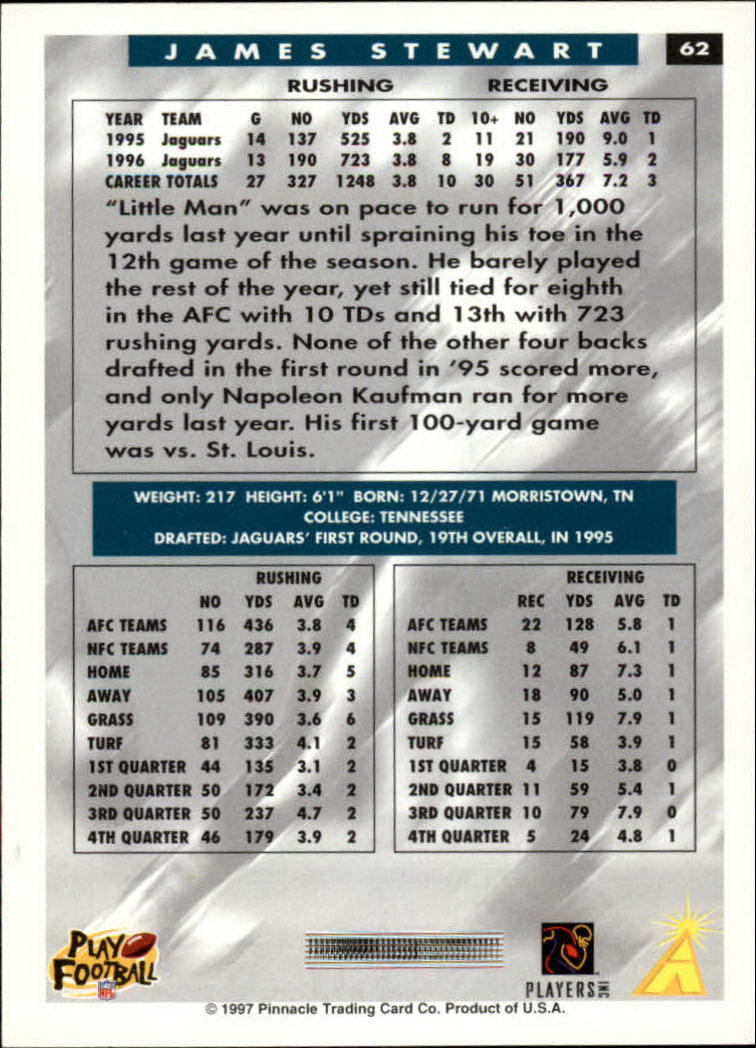 JAMES STEWART 62
RUSHING RECEIVING
YEAR TEAM G NO YDS AVG TD 10+ NO YDS AVG TD
1995 Jaguars 14 137 525 3.8 2 11 21 190 9.0 1
1996 Jaguars 13 190 723 3.8 8 19 30 177 5.9 2
CAREER TOTALS 27 327 1248 3.8 10 30 51 367 7.2 3
"Little Man" was on pace to run for 1,000
yards last year until spraining his toe in the
12th game of the season. He barely played
the rest of the year, yet still tied for eighth
in the AFC with 10 TDs and 13th with 723
rushing yards. None of the other four backs
drafted in the first round in '95 scored more,
and only Napoleon Kaufman ran for more
yards last year. His first 100-yard game
was vs. St. Louis.
WEIGHT: 217 HEIGHT: 6'1" BORN: 12/27/71 MORRISTOWN, TN
COLLEGE: TENNESSEE
DRAFTED: JAGUARS' FIRST ROUND, 19TH OVERALL, IN 1995
RUSHING
NO YDS AVG TD
AFC TEAMS 116 436 3.8 4
NFC TEAMS 74 287 3.9 4
HOME 85 316 3.7 5
AWAY 105 407 3.9 3
GRASS 109 390 3.6 6
TURF 81 333 4.1 2
1ST QUARTER 44 135 3.1 2
2ND QUARTER 50 172 3.4 2
3RD QUARTER 50 237 4.7 2
4TH QUARTER 46 179 3.9 2
RECEIVING
REC YDS AVG TD
AFC TEAMS 22 128 5.8 1
NFC TEAMS 8 49 6.1 1
HOME 12 87 7.3 1
AWAY 18 90 5.0 1
GRASS 15 119 7.9 1
TURF 15 58 3.9 1
1ST QUARTER 4 15 3.8 0
2ND QUARTER 11 59 5.4 1
3RD QUARTER 10 79 7.9 0
4TH QUARTER 5 24 4.8 1
PLAY
FOOTBALL
NFL
PLAYERS INC
© 1997 Pinnacle Trading Card Co. Product of U.S.A.